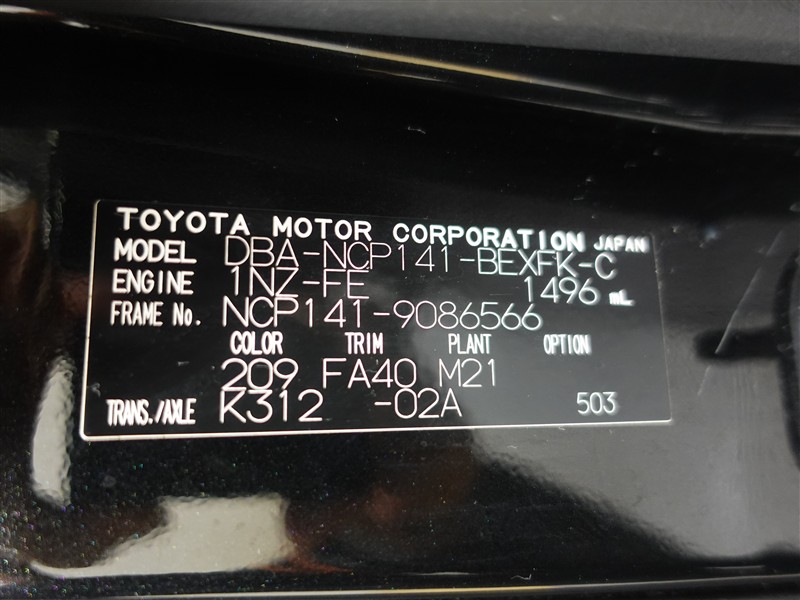 TOYOTA MOTOR CORPORATION JAPAN
MODEL DBA-NCP141-BEXFK-C
ENGINE 1NZ-FE 1496 mL
FRAME No. NCP141-9086566
COLOR TRIM PLANT OPTION
209 FA40 M21
TRANS./AXLE K312 -02A 503